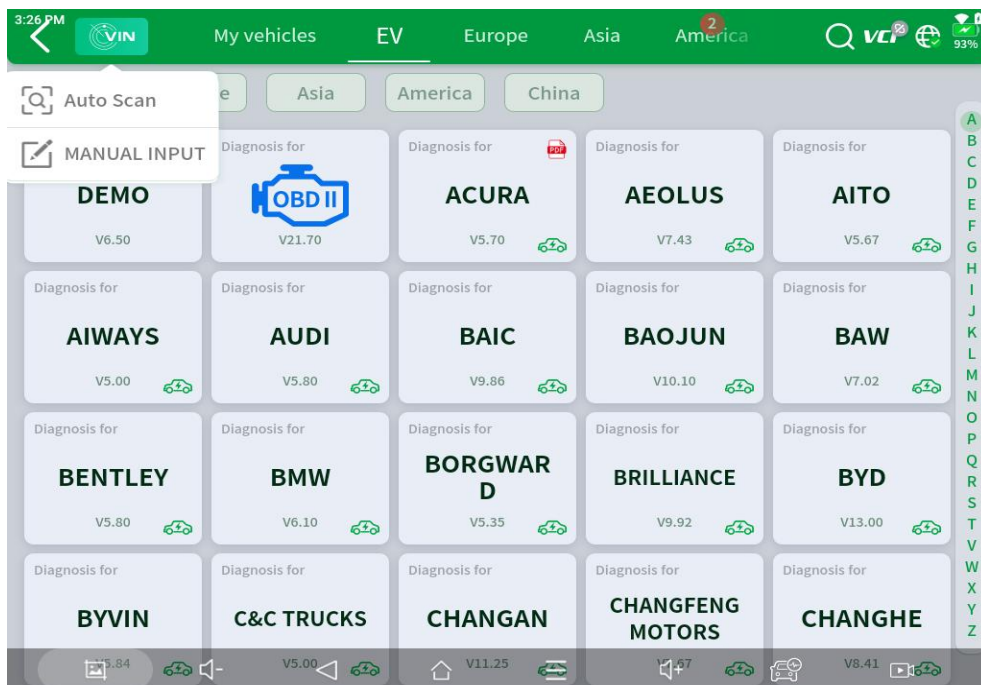 3:26 PM
VIN
My vehicles
EV
Europe
Asia
America
2
VCI
93%
Auto Scan
MANUAL INPUT
e
Asia
America
China
DEMO
V6.50
Diagnosis for
OBD II
V21.70
Diagnosis for
PDF
ACURA
V5.70
Diagnosis for
AEOLUS
V7.43
Diagnosis for
AITO
V5.67
Diagnosis for
AIWAYS
V5.00
Diagnosis for
AUDI
V5.80
Diagnosis for
BAIC
V9.86
Diagnosis for
BAOJUN
V10.10
Diagnosis for
BAW
V7.02
Diagnosis for
BENTLEY
V5.80
Diagnosis for
BMW
V6.10
Diagnosis for
BORGWAR
D
V5.35
Diagnosis for
BRILLIANCE
V9.92
Diagnosis for
BYD
V13.00
Diagnosis for
BYVIN
5.84
Diagnosis for
C&C TRUCKS
V5.00
Diagnosis for
CHANGAN
V11.25
Diagnosis for
CHANGFENG
MOTORS
Diagnosis for
CHANGHE
V8.41
A
B
C
D
E
F
G
H
I
J
K
L
M
N
O
P
Q
R
S
T
V
W
X
Y
Z